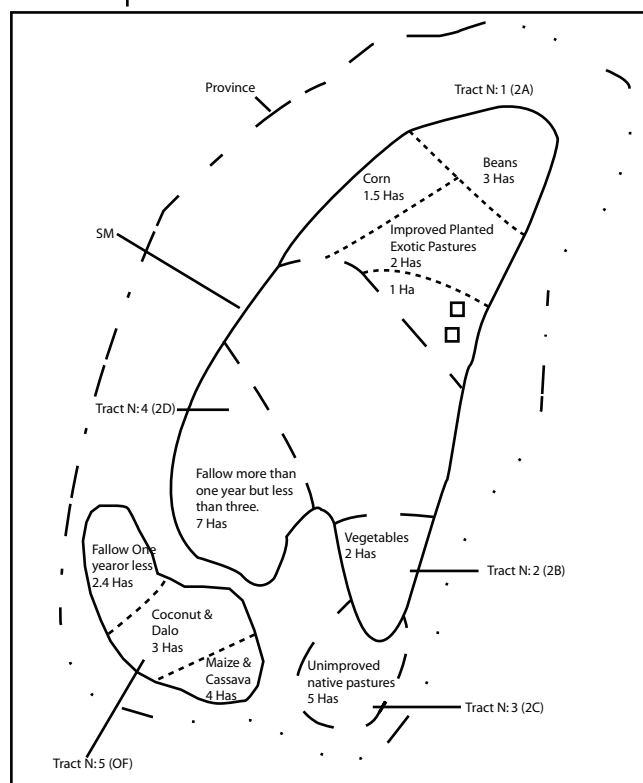 Tract N: 1 (2A)
Province
Beans
3 Has
Corn
1.5 Has
Improved Planted
Exotic Pastures
2 Has
SM
1 Ha
Tract N: 4 (2D)
Fallow more than
one year but less
than three.
7 Has
Vegetables
2 Has
Fallow One
yearor less
2.4 Has
Tract N: 2 (2B)
Coconut &
Dalo
3 Has
Maize &
Cassava
4 Has
Unimproved
native pastures
5 Has
Tract N: 3 (2C)
Tract N: 5 (OF)